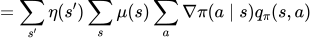 = \sum_{s'} \eta(s') \sum_{s} \mu(s) \sum_{a} \nabla \pi(a \mid s) q_{\pi}(s, a)